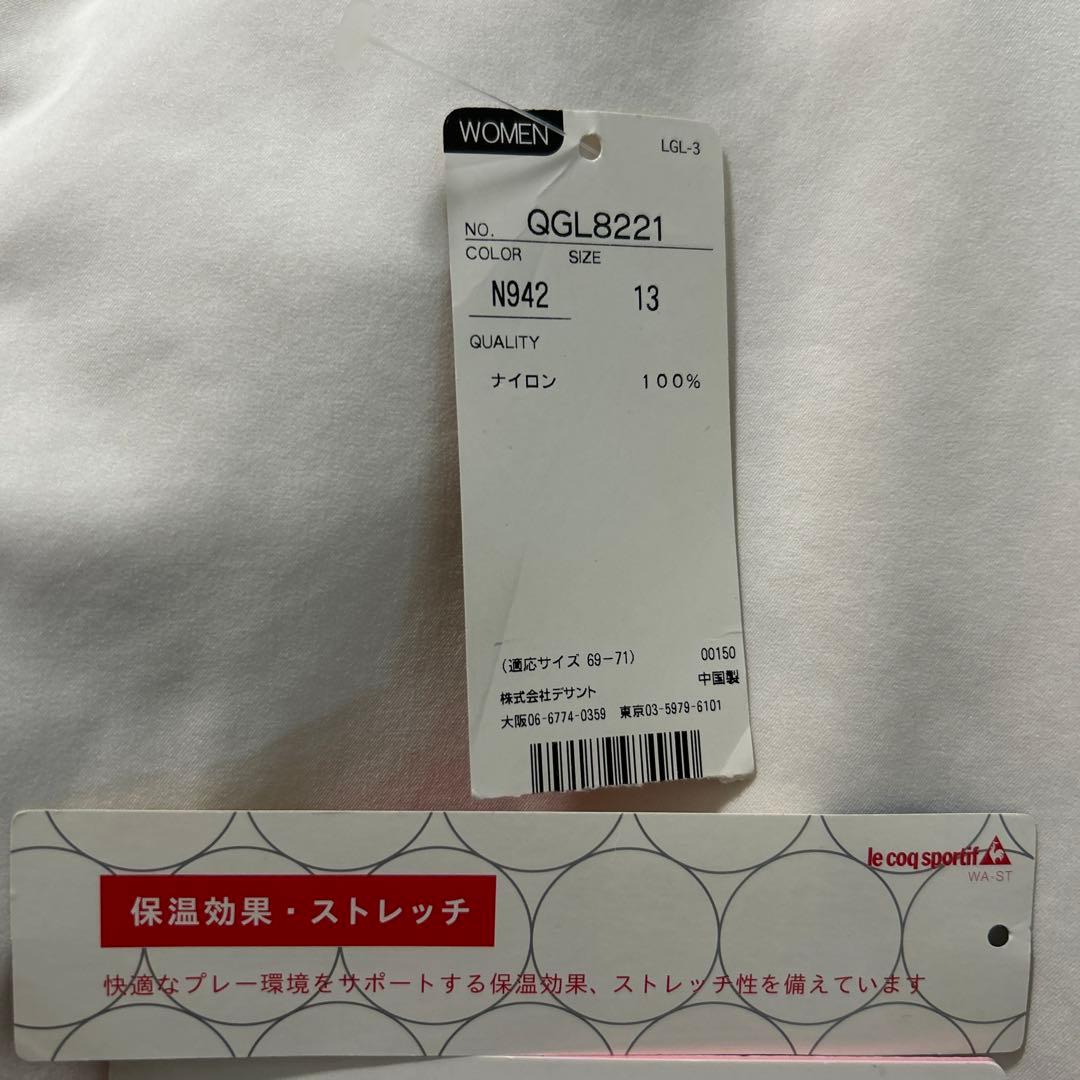 WOMEN
LGL-3
NO. QGL8221
COLOR SIZE
N942 13
QUALITY
ナイロン 100%
(適応サイズ 69-71) 00150
中国製
株式会社デサント
大阪06-6774-0359 東京03-5979-6101
le coq sportif
WA-ST
保温効果・ストレッチ
快適なプレー環境をサポートする保温効果、ストレッチ性を備えています